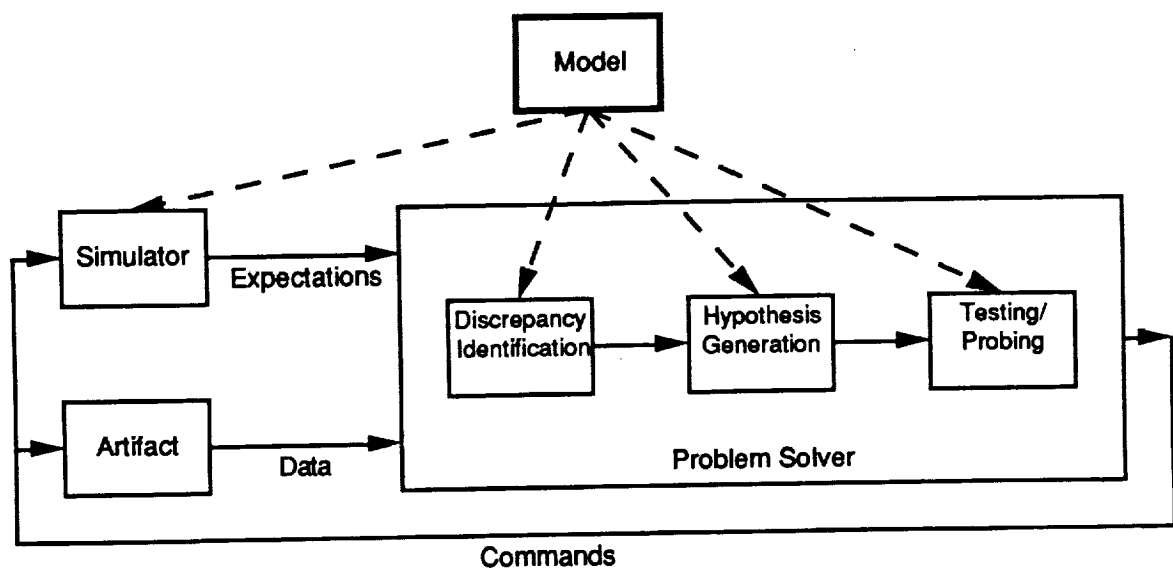 Model
Simulator
Expectations
Discrepancy
Identification
Hypothesis
Generation
Testing/
Probing
Artifact
Data
Problem Solver
Commands